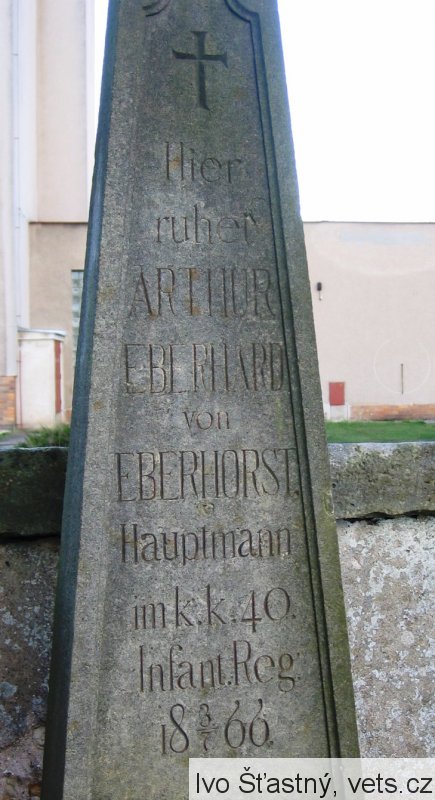 Hier
ruhet
ARTHUR
EBERHARD
von
EBERHORST,
Hauptmann
im k.k. 40.
Infant. Reg:
18 3/7 66.
Ivo Šťastný, vets.cz